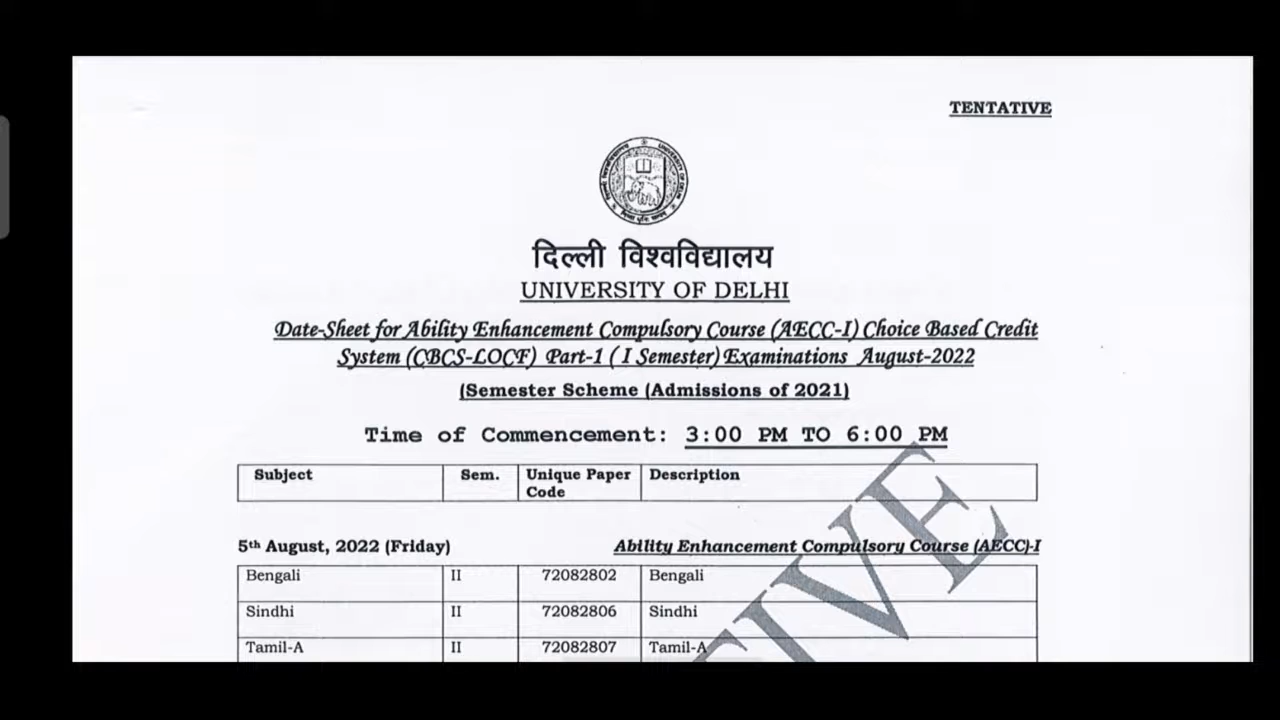 TENTATIVE
दिल्ली विश्वविद्यालय
UNIVERSITY OF DELHI
Date-Sheet for Ability Enhancement Compulsory Course (AECC-I) Choice Based Credit
System (CBCS-LOCF) Part-1 ( I Semester) Examinations August-2022
(Semester Scheme (Admissions of 2021)
Time of Commencement: 3:00 PM TO 6:00 PM
Subject Sem. Unique Paper Code Description
5th August, 2022 (Friday) Ability Enhancement Compulsory Course (AECC)-I
Bengali II 72082802 Bengali
Sindhi II 72082806 Sindhi
Tamil-A II 72082807 Tamil-A